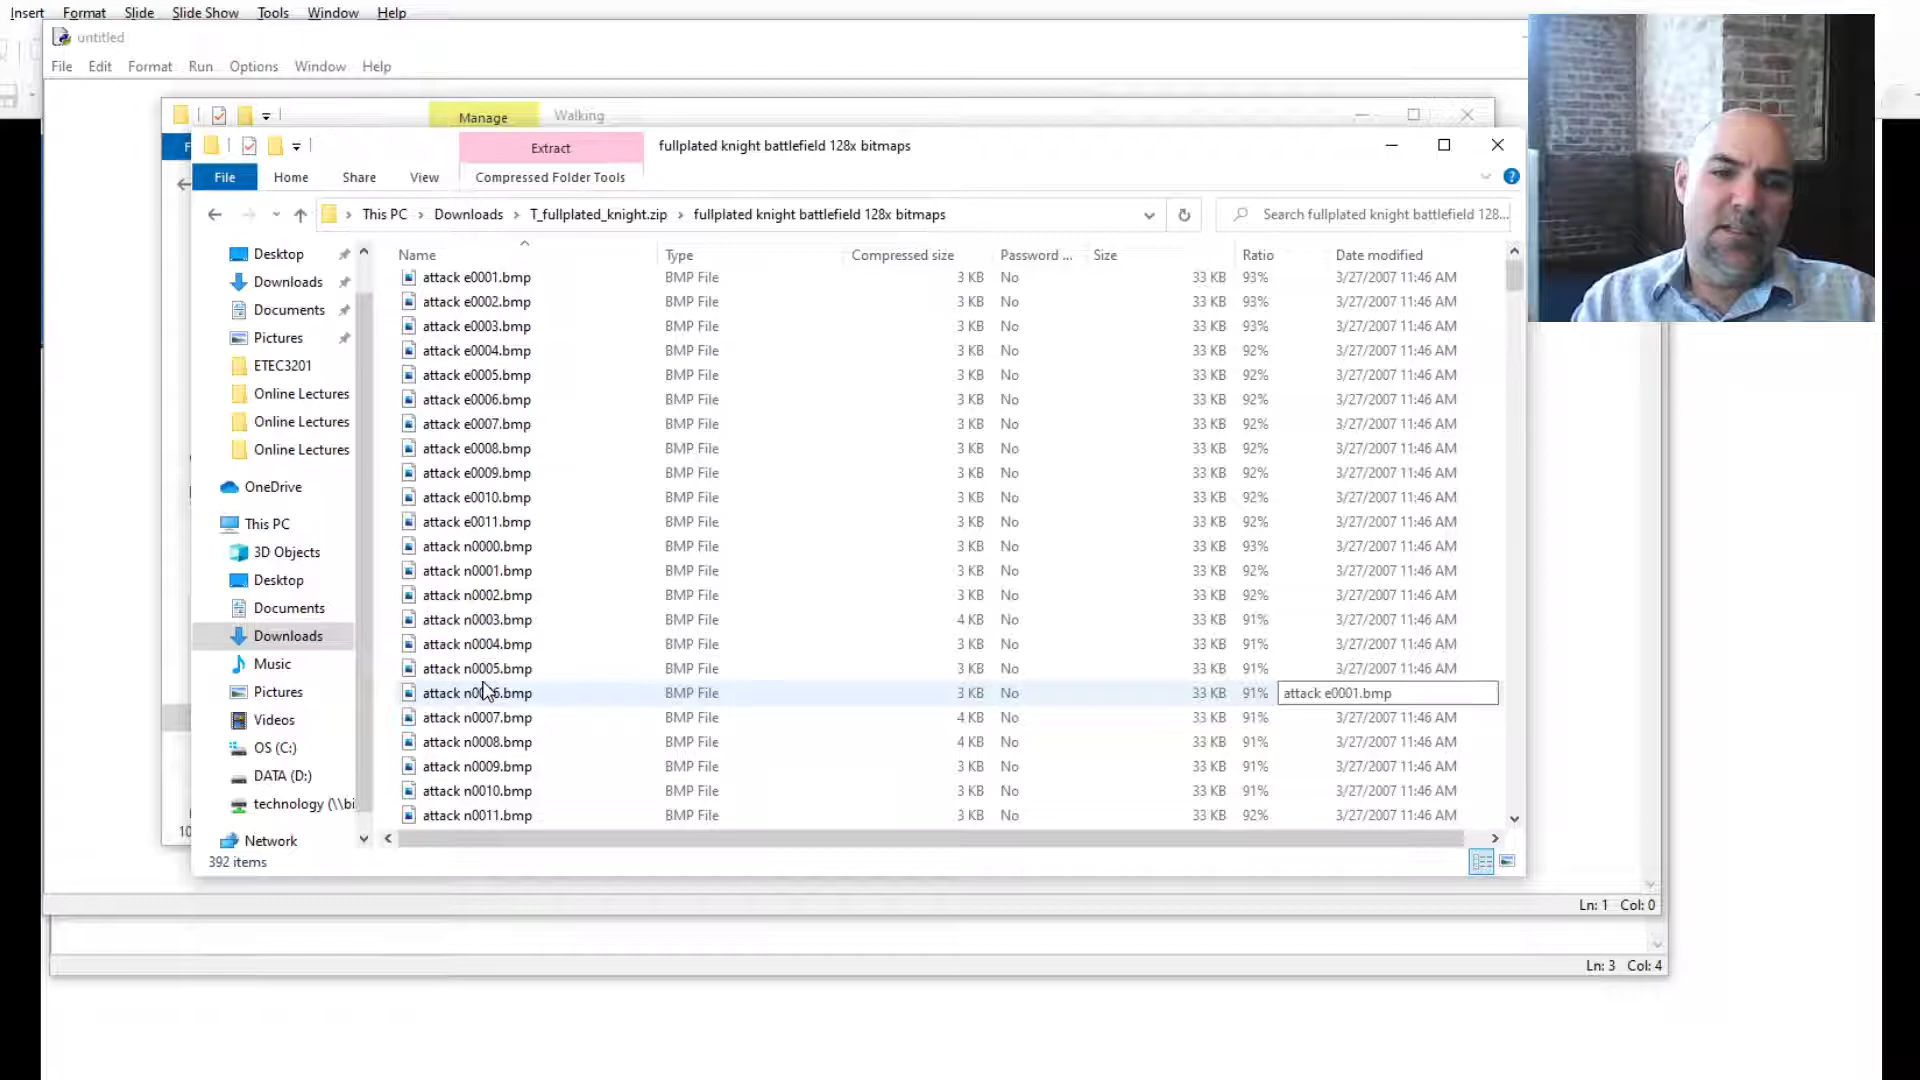 Insert Format Slide Slide Show Tools Window Help
untitled
File Edit Format Run Options Window Help
Manage Walking
Extract fullplated knight battlefield 128x bitmaps
File Home Share View Compressed Folder Tools
This PC Downloads T_fullplated_knight.zip fullplated knight battlefield 128x bitmaps Search fullplated knight battlefield 128...
Name Type Compressed size Password ... Size Ratio Date modified
Desktop
Downloads
Documents
Pictures
ETEC3201
Online Lectures
Online Lectures
Online Lectures
OneDrive
This PC
3D Objects
Desktop
Documents
Downloads
Music
Pictures
Videos
OS (C:)
DATA (D:)
technology (\\bi
Network
attack e0001.bmp BMP File 3 KB No 33 KB 93% 3/27/2007 11:46 AM
attack e0002.bmp BMP File 3 KB No 33 KB 93% 3/27/2007 11:46 AM
attack e0003.bmp BMP File 3 KB No 33 KB 93% 3/27/2007 11:46 AM
attack e0004.bmp BMP File 3 KB No 33 KB 92% 3/27/2007 11:46 AM
attack e0005.bmp BMP File 3 KB No 33 KB 92% 3/27/2007 11:46 AM
attack e0006.bmp BMP File 3 KB No 33 KB 92% 3/27/2007 11:46 AM
attack e0007.bmp BMP File 3 KB No 33 KB 92% 3/27/2007 11:46 AM
attack e0008.bmp BMP File 3 KB No 33 KB 92% 3/27/2007 11:46 AM
attack e0009.bmp BMP File 3 KB No 33 KB 92% 3/27/2007 11:46 AM
attack e0010.bmp BMP File 3 KB No 33 KB 92% 3/27/2007 11:46 AM
attack e0011.bmp BMP File 3 KB No 33 KB 92% 3/27/2007 11:46 AM
attack n0000.bmp BMP File 3 KB No 33 KB 93% 3/27/2007 11:46 AM
attack n0001.bmp BMP File 3 KB No 33 KB 92% 3/27/2007 11:46 AM
attack n0002.bmp BMP File 3 KB No 33 KB 92% 3/27/2007 11:46 AM
attack n0003.bmp BMP File 4 KB No 33 KB 91% 3/27/2007 11:46 AM
attack n0004.bmp BMP File 3 KB No 33 KB 91% 3/27/2007 11:46 AM
attack n0005.bmp BMP File 3 KB No 33 KB 91% 3/27/2007 11:46 AM
attack BMP File 3 KB No 33 KB 91% attack e0001.bmp
attack n0007.bmp BMP File 4 KB No 33 KB 91% 3/27/2007 11:46 AM
attack n0008.bmp BMP File 4 KB No 33 KB 91% 3/27/2007 11:46 AM
attack n0009.bmp BMP File 3 KB No 33 KB 91% 3/27/2007 11:46 AM
attack n0010.bmp BMP File 3 KB No 33 KB 91% 3/27/2007 11:46 AM
attack n0011.bmp BMP File 3 KB No 33 KB 92% 3/27/2007 11:46 AM
392 items
Ln: 1 Col: 0
Ln: 3 Col: 4